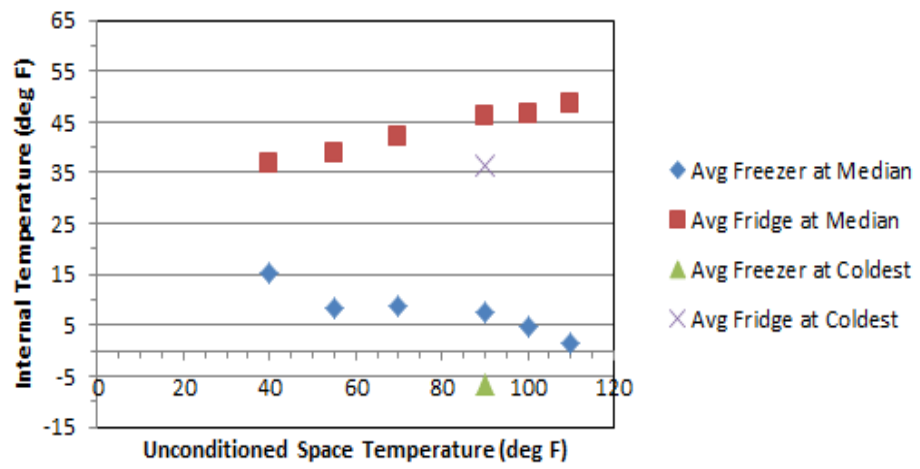 65
55
45
35
25
15
5
-5
-15
Internal Temperature (deg F)
0 20 40 60 80 100 120
Unconditioned Space Temperature (deg F)
Avg Freezer at Median
Avg Fridge at Median
Avg Freezer at Coldest
Avg Fridge at Coldest